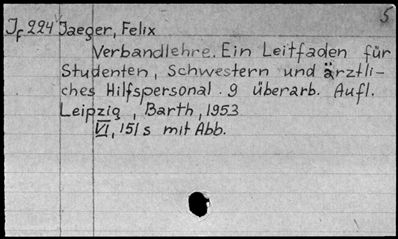 5
Jf 224 Jaeger, Felix
Verbandlehre. Ein Leitfaden für
Studenten, Schwestern und ärztli-
ches Hilfspersonal. 9 überarb. Aufl.
Leipzig, Barth, 1953
VI, 151 s mit Abb.